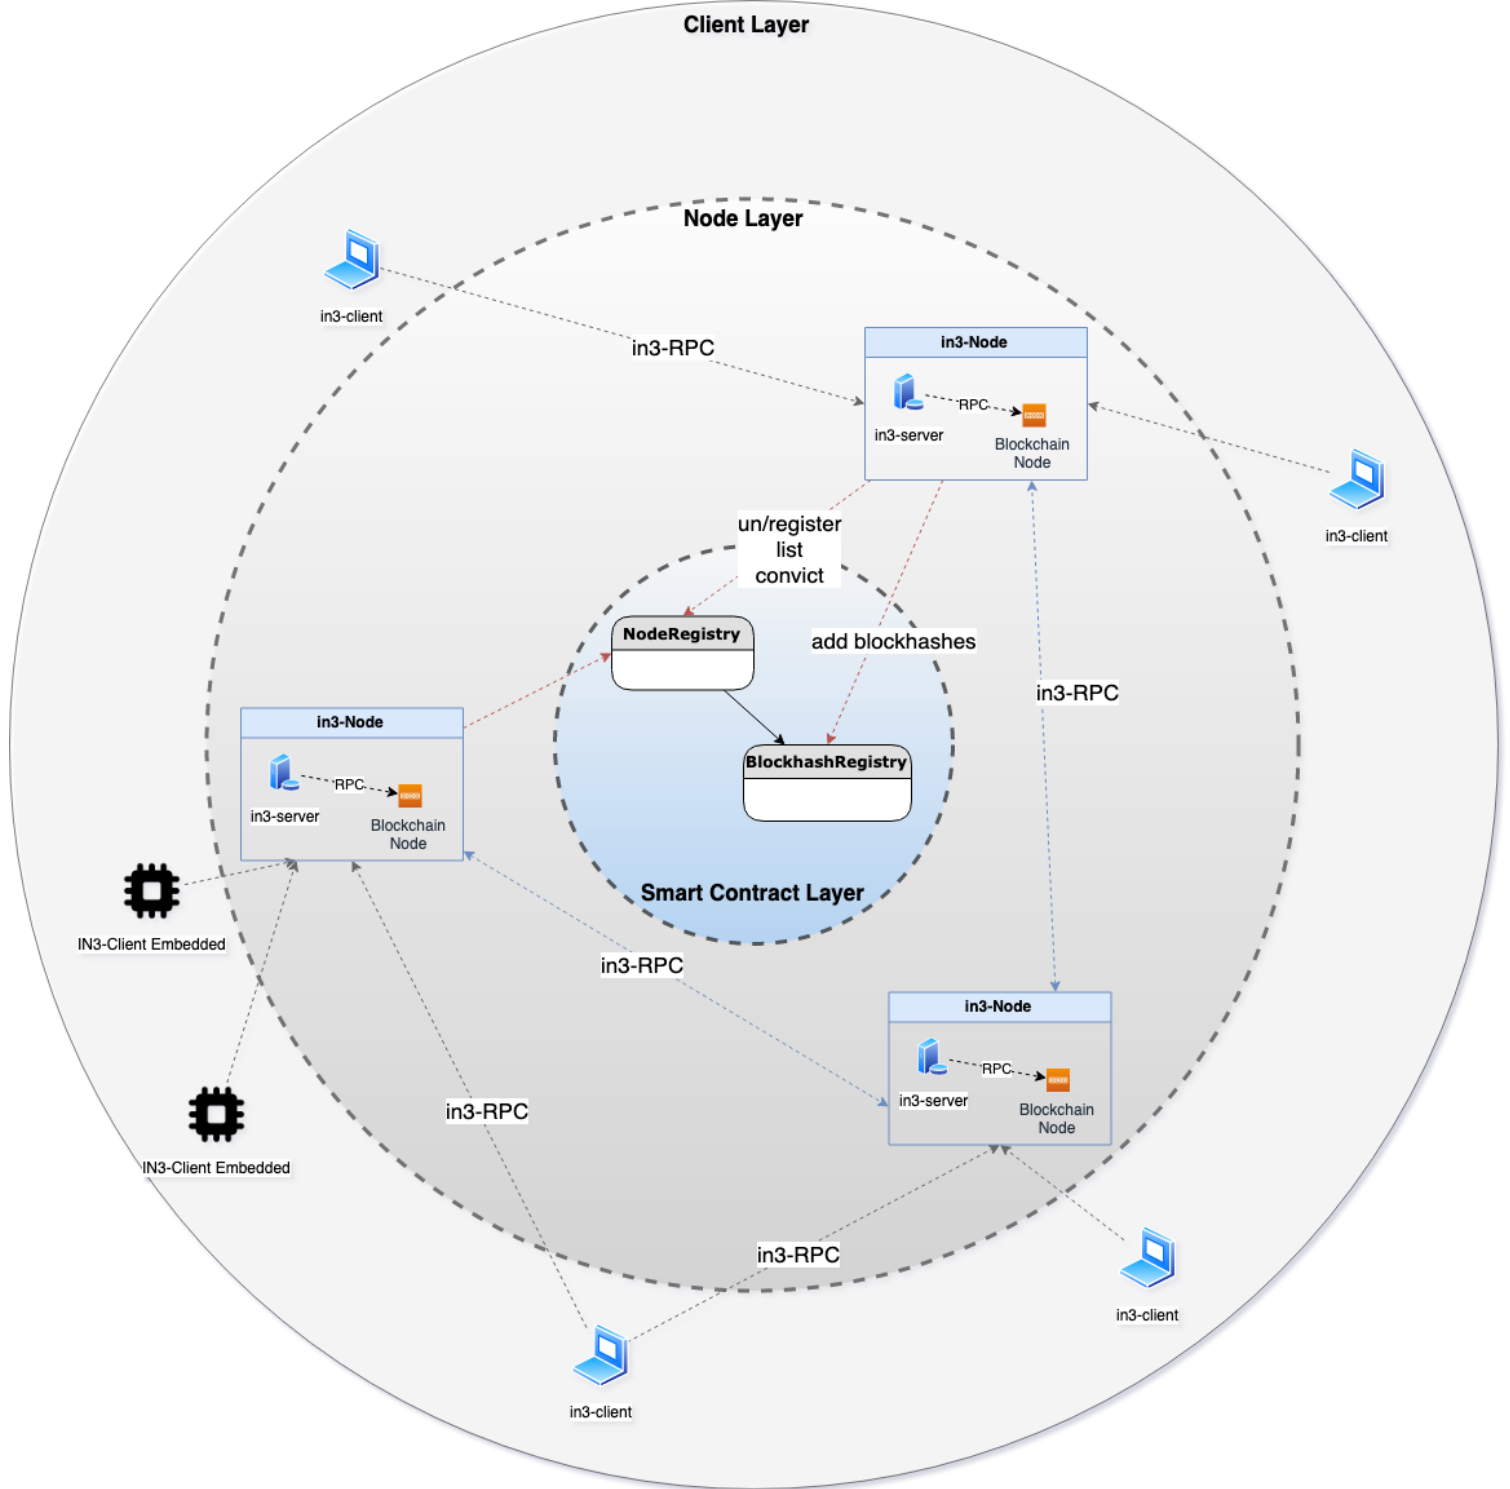 Client Layer
Node Layer
in3-client
in3-RPC
in3-Node
RPC
in3-server
Blockchain
Node
in3-client
un/register
list
convict
NodeRegistry
add blockhashes
in3-RPC
in3-Node
BlockhashRegistry
RPC
in3-server
Blockchain
Node
Smart Contract Layer
IN3-Client Embedded
in3-RPC
in3-Node
RPC
in3-server
Blockchain
Node
in3-RPC
IN3-Client Embedded
in3-RPC
in3-client
in3-client